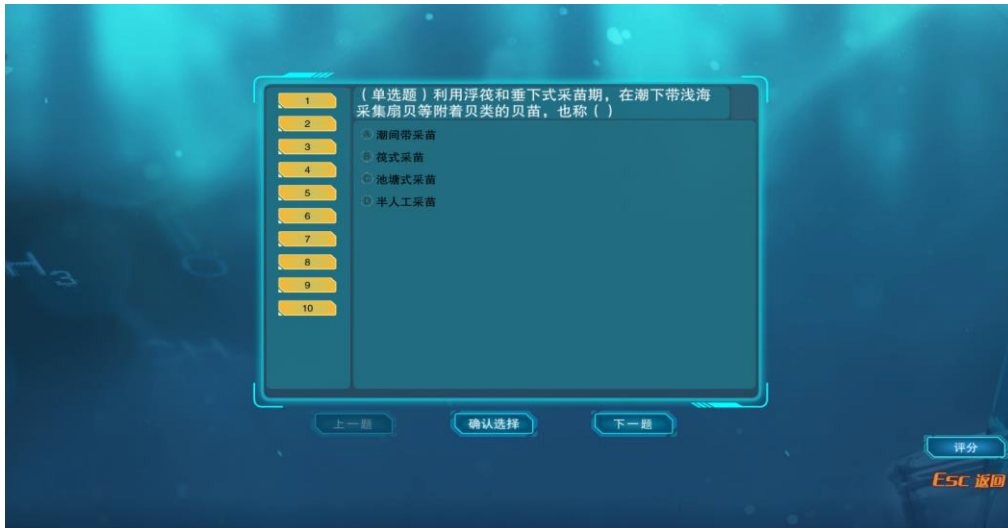 (单选题)利用浮筏和垂下式采苗期，在潮下带浅海
采集扇贝等附着贝类的贝苗，也称( )
A 潮间带采苗
B 筏式采苗
C 池塘式采苗
D 半人工采苗
1
2
3
4
5
6
7
8
9
10
上一题
确认选择
下一题
评分
Esc 返回
H3